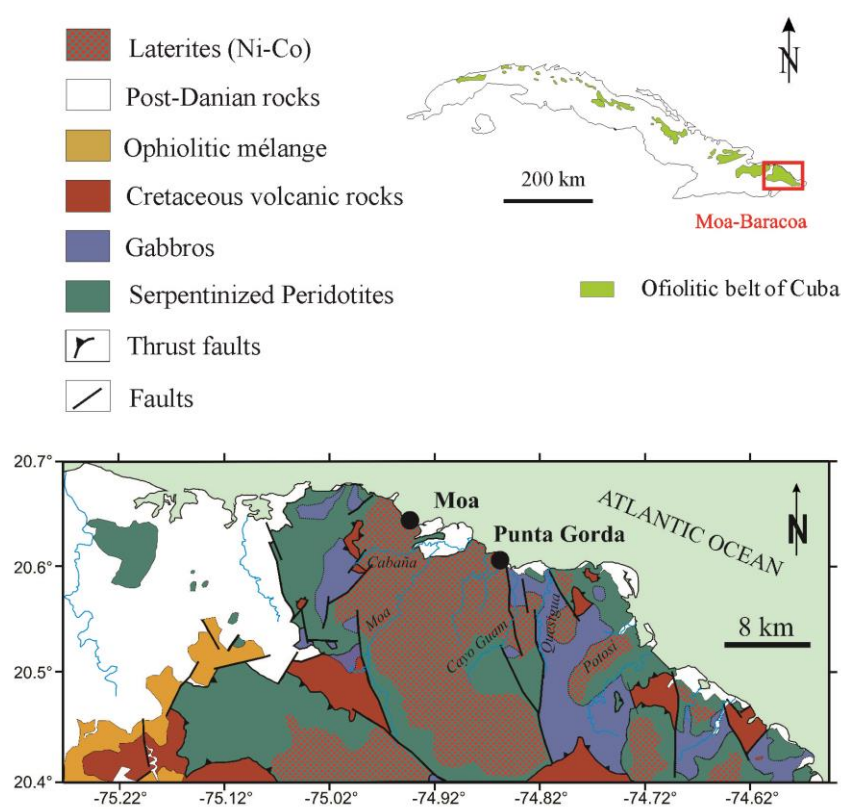 Laterites (Ni-Co)
Post-Danian rocks
Ophiolitic mélange
Cretaceous volcanic rocks
Gabbros
Serpentinized Peridotites
Thrust faults
Faults
N
200 km
Moa-Baracoa
Ofiolitic belt of Cuba
20.7°
20.6°
20.5°
20.4°
Moa
Punta Gorda
ATLANTIC OCEAN
N
8 km
Cabaña
Moa
Cayo Guam
Quesigua
Potosi
-75.22
-75.12
-75.02
-74.92
-74.82
-74.72
-74.62